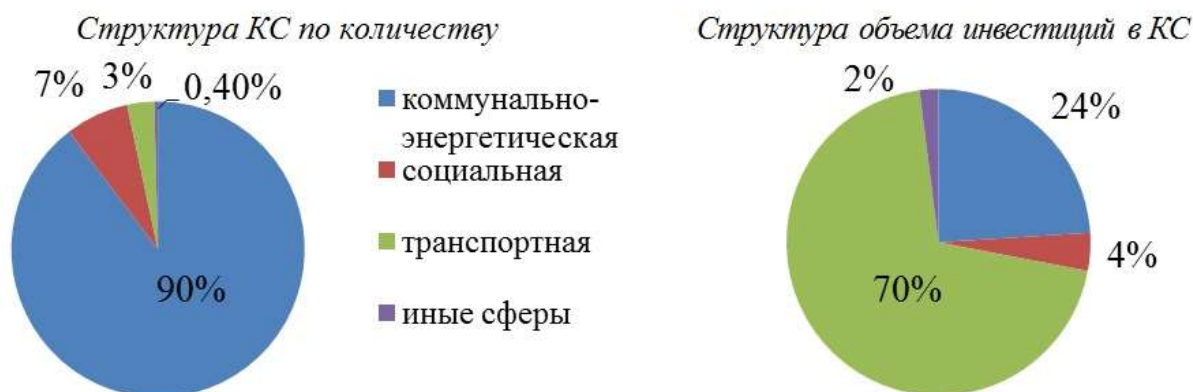 Структура КС по количеству
7%
3%
0,40%
90%
коммунально-
энергетическая
социальная
транспортная
иные сферы
Структура объема инвестиций в КС
2%
24%
4%
70%